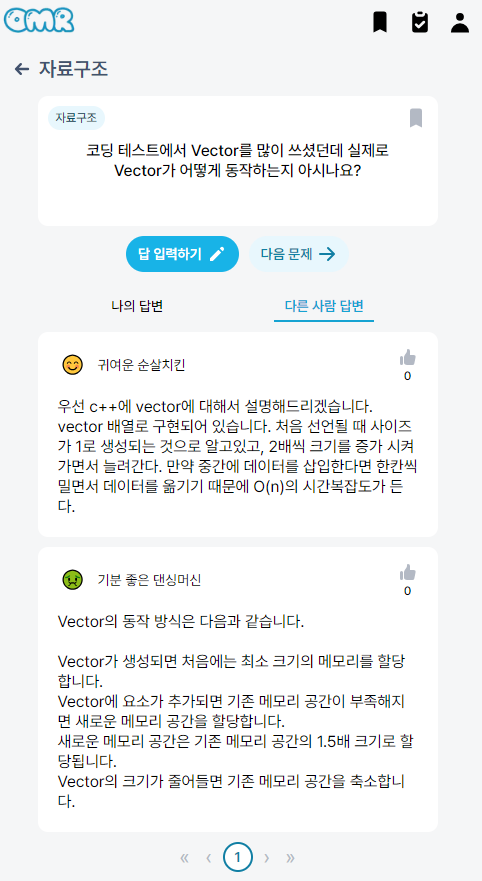 OMR
자료구조
자료구조
코딩 테스트에서 Vector를 많이 쓰셨던데 실제로
Vector가 어떻게 동작하는지 아시나요?
답 입력하기
다음 문제
나의 답변
다른 사람 답변
귀여운 순살치킨
0
우선 c++에 vector에 대해서 설명해드리겠습니다.
vector 배열로 구현되어 있습니다. 처음 선언될 때 사이즈
가 1로 생성되는 것으로 알고있고, 2배씩 크기를 증가 시켜
가면서 늘려간다. 만약 중간에 데이터를 삽입한다면 한칸씩
밀면서 데이터를 옮기기 때문에 O(n)의 시간복잡도가 든
다.
기분 좋은 댄싱머신
0
Vector의 동작 방식은 다음과 같습니다.
Vector가 생성되면 처음에는 최소 크기의 메모리를 할당
합니다.
Vector에 요소가 추가되면 기존 메모리 공간이 부족해지
면 새로운 메모리 공간을 할당합니다.
새로운 메모리 공간은 기존 메모리 공간의 1.5배 크기로 할
당됩니다.
Vector의 크기가 줄어들면 기존 메모리 공간을 축소합니
다.
« ‹ 1 › »